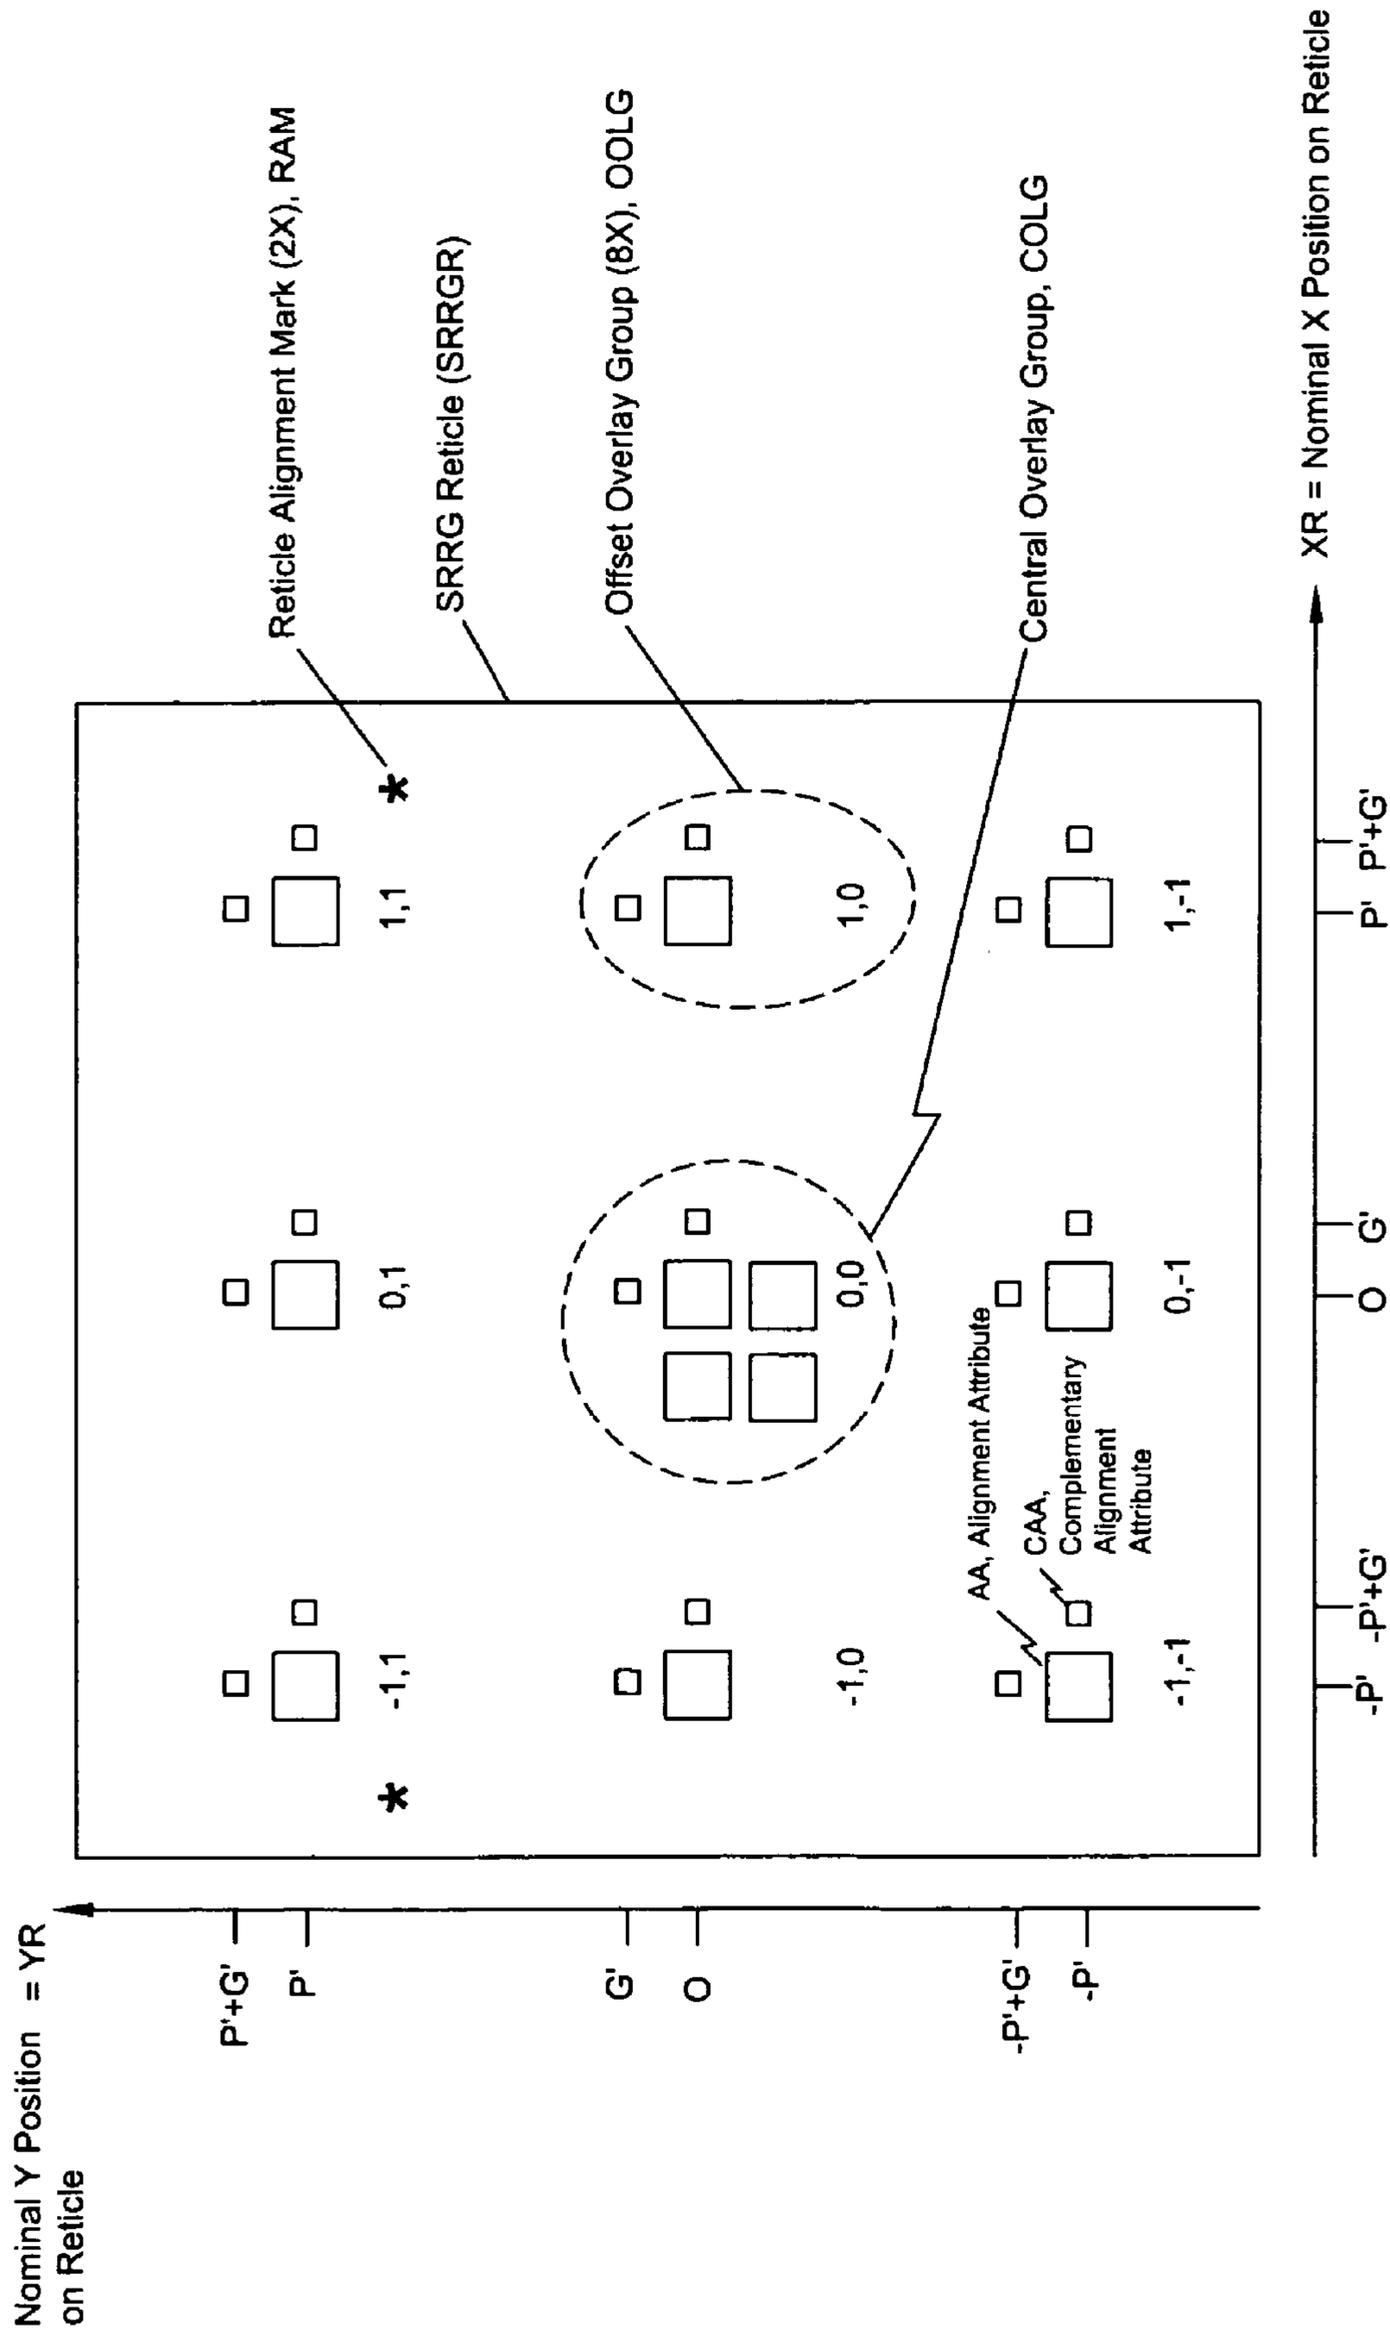 Nominal Y Position = YR
on Reticle
P'+G'
P'
G'
O
-P'+G'
-P'
Reticle Alignment Mark (2X), RAM
SRRG Reticle (SRRGR)
Offset Overlay Group (8X), OOLG
Central Overlay Group, COLG
*
*
-1,1
0,1
1,1
-1,0
0,0
1,0
AA, Alignment Attribute
CAA,
Complementary
Alignment
Attribute
-1,-1
0,-1
1,-1
-P'
-P'+G'
O
G'
P'
P'+G'
XR = Nominal X Position on Reticle